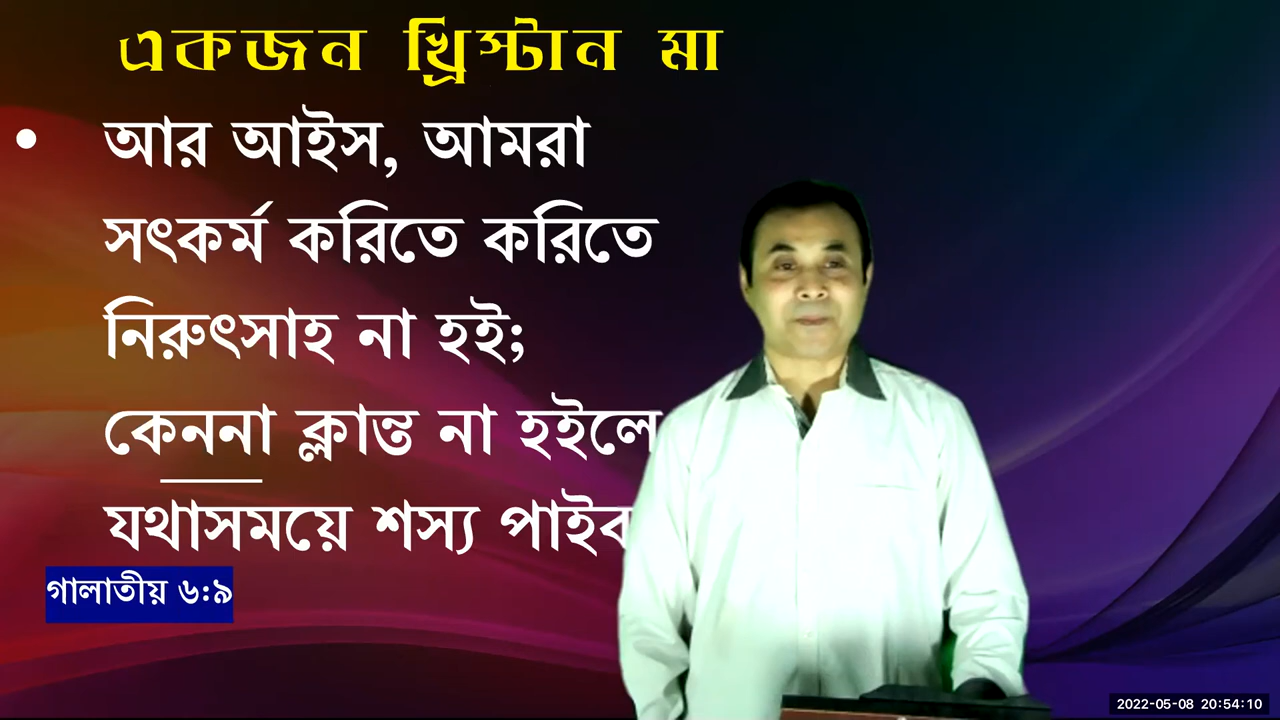 একজন খ্রিস্টান মা
• আর আইস, আমরা
সৎকর্ম করিতে করিতে
নিরুৎসাহ না হই;
কেননা ক্লান্ত না হইলে
যথাসময়ে শস্য পাইব
গালাতীয় ৬:৯
2022-05-08 20:54:10